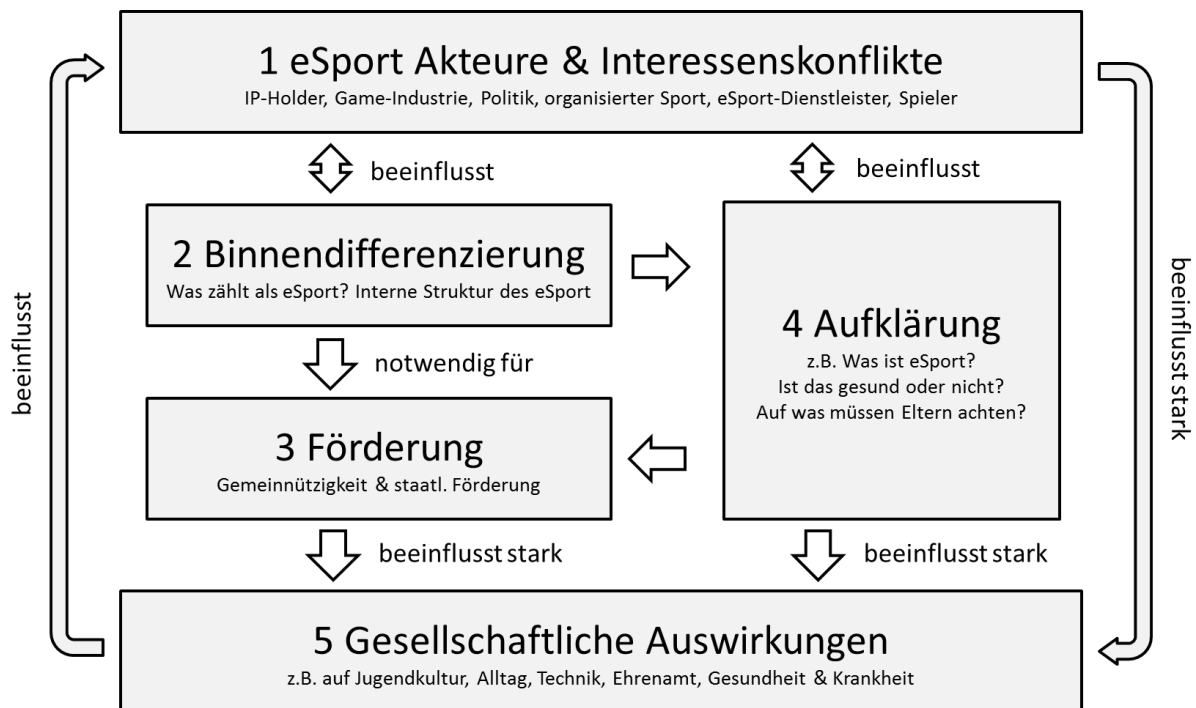 1 eSport Akteure & Interessenskonflikte
IP-Holder, Game-Industrie, Politik, organisierter Sport, eSport-Dienstleister, Spieler
beeinflusst
beeinflusst
2 Binnendifferenzierung
Was zählt als eSport? Interne Struktur des eSport
notwendig für
3 Förderung
Gemeinnützigkeit & staatl. Förderung
4 Aufklärung
z.B. Was ist eSport?
Ist das gesund oder nicht?
Auf was müssen Eltern achten?
beeinflusst stark
beeinflusst stark
5 Gesellschaftliche Auswirkungen
z.B. auf Jugendkultur, Alltag, Technik, Ehrenamt, Gesundheit & Krankheit
beeinflusst
beeinflusst stark